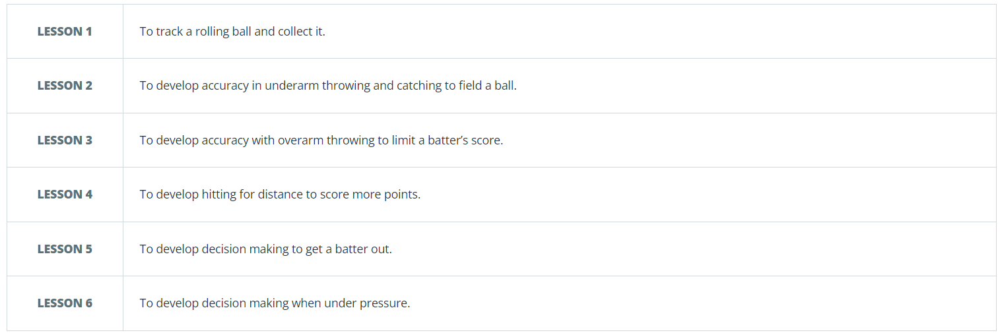 LESSON 1 To track a rolling ball and collect it.
LESSON 2 To develop accuracy in underarm throwing and catching to field a ball.
LESSON 3 To develop accuracy with overarm throwing to limit a batter’s score.
LESSON 4 To develop hitting for distance to score more points.
LESSON 5 To develop decision making to get a batter out.
LESSON 6 To develop decision making when under pressure.